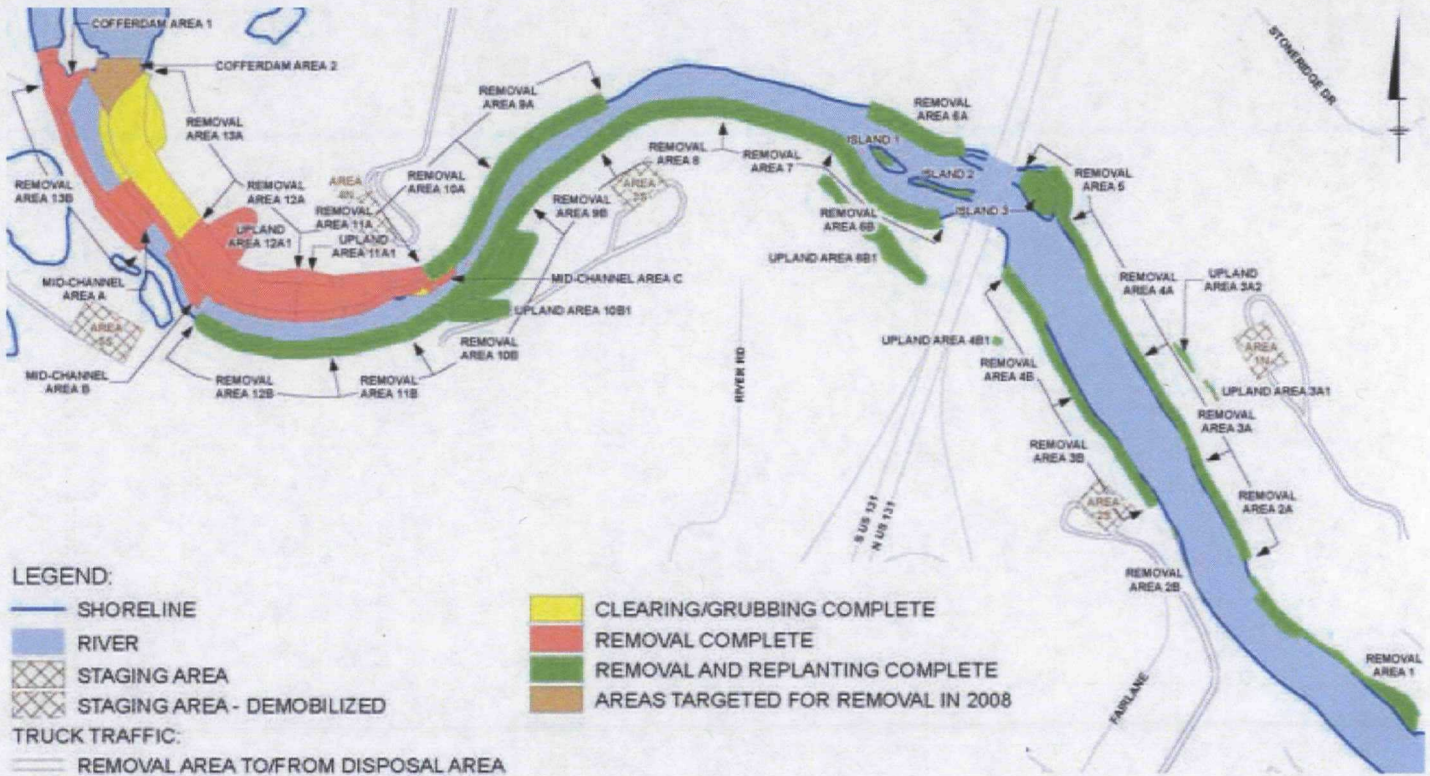 COFFERDAM AREA 1
COFFERDAM AREA 2
REMOVAL
AREA 13A
REMOVAL
AREA 13B
REMOVAL
AREA 12A
UPLAND
AREA 12A1
REMOVAL
AREA 11A
UPLAND
AREA 11A1
AREA
REMOVAL
AREA 10A
REMOVAL
AREA 9A
REMOVAL
AREA 9B
REMOVAL
AREA 8
AREA
REMOVAL
AREA 7
REMOVAL
AREA 6A
ISLAND 1
ISLAND 2
ISLAND 3
REMOVAL
AREA 5
REMOVAL
AREA 6B
UPLAND AREA 6B1
STONERIDGE DR
MID-CHANNEL
AREA A
AREA
MID-CHANNEL
AREA B
MID-CHANNEL AREA C
UPLAND AREA 10B1
REMOVAL
AREA 10B
REMOVAL
AREA 11B
REMOVAL
AREA 12B
RIVER RD
REMOVAL
AREA 4A
UPLAND
AREA 3A2
AREA
1N
UPLAND AREA 3A1
UPLAND AREA 4B1
REMOVAL
AREA 4B
REMOVAL
AREA 3A
REMOVAL
AREA 3B
REMOVAL
AREA 2A
AREA
2S
REMOVAL
AREA 2B
S US 131
N US 131
FAIRLANE
REMOVAL
AREA 1
LEGEND:
SHORELINE
RIVER
STAGING AREA
STAGING AREA - DEMOBILIZED
TRUCK TRAFFIC:
REMOVAL AREA TO/FROM DISPOSAL AREA
CLEARING/GRUBBING COMPLETE
REMOVAL COMPLETE
REMOVAL AND REPLANTING COMPLETE
AREAS TARGETED FOR REMOVAL IN 2008